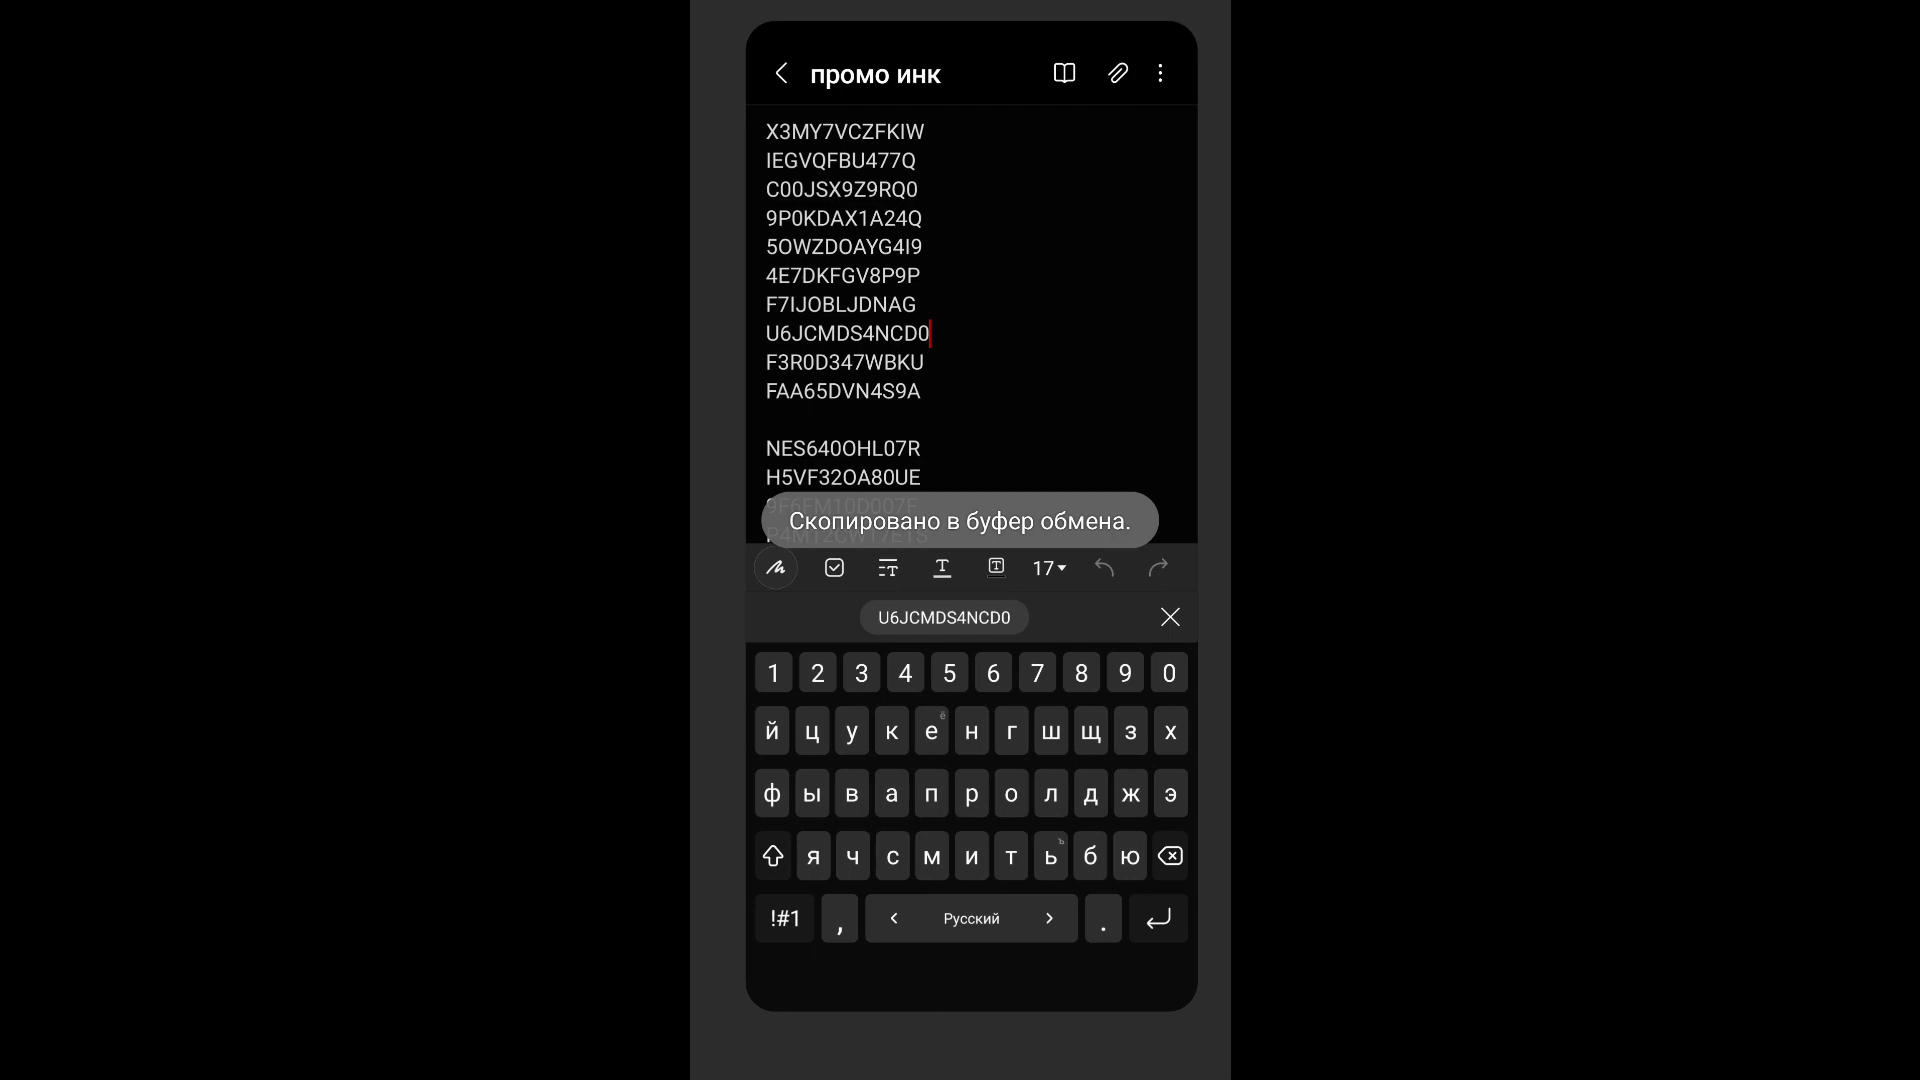 промо инк
X3MY7VCZFKIW
IEGVQFBU477Q
C00JSX9Z9RQ0
9P0KDAX1A24Q
5OWZDOAYG4I9
4E7DKFGV8P9P
F7IJOBLJDNAG
U6JCMDS4NCD0
F3R0D347WBKU
FAA65DVN4S9A
NES640OHL07R
H5VF32OA80UE
Скопировано в буфер обмена.
17
U6JCMDS4NCD0
1 2 3 4 5 6 7 8 9 0
й ц у к е ё н г ш щ з х
ф ы в а п р о л д ж э
я ч с м и т ь ъ б ю
!#1 , Русский .